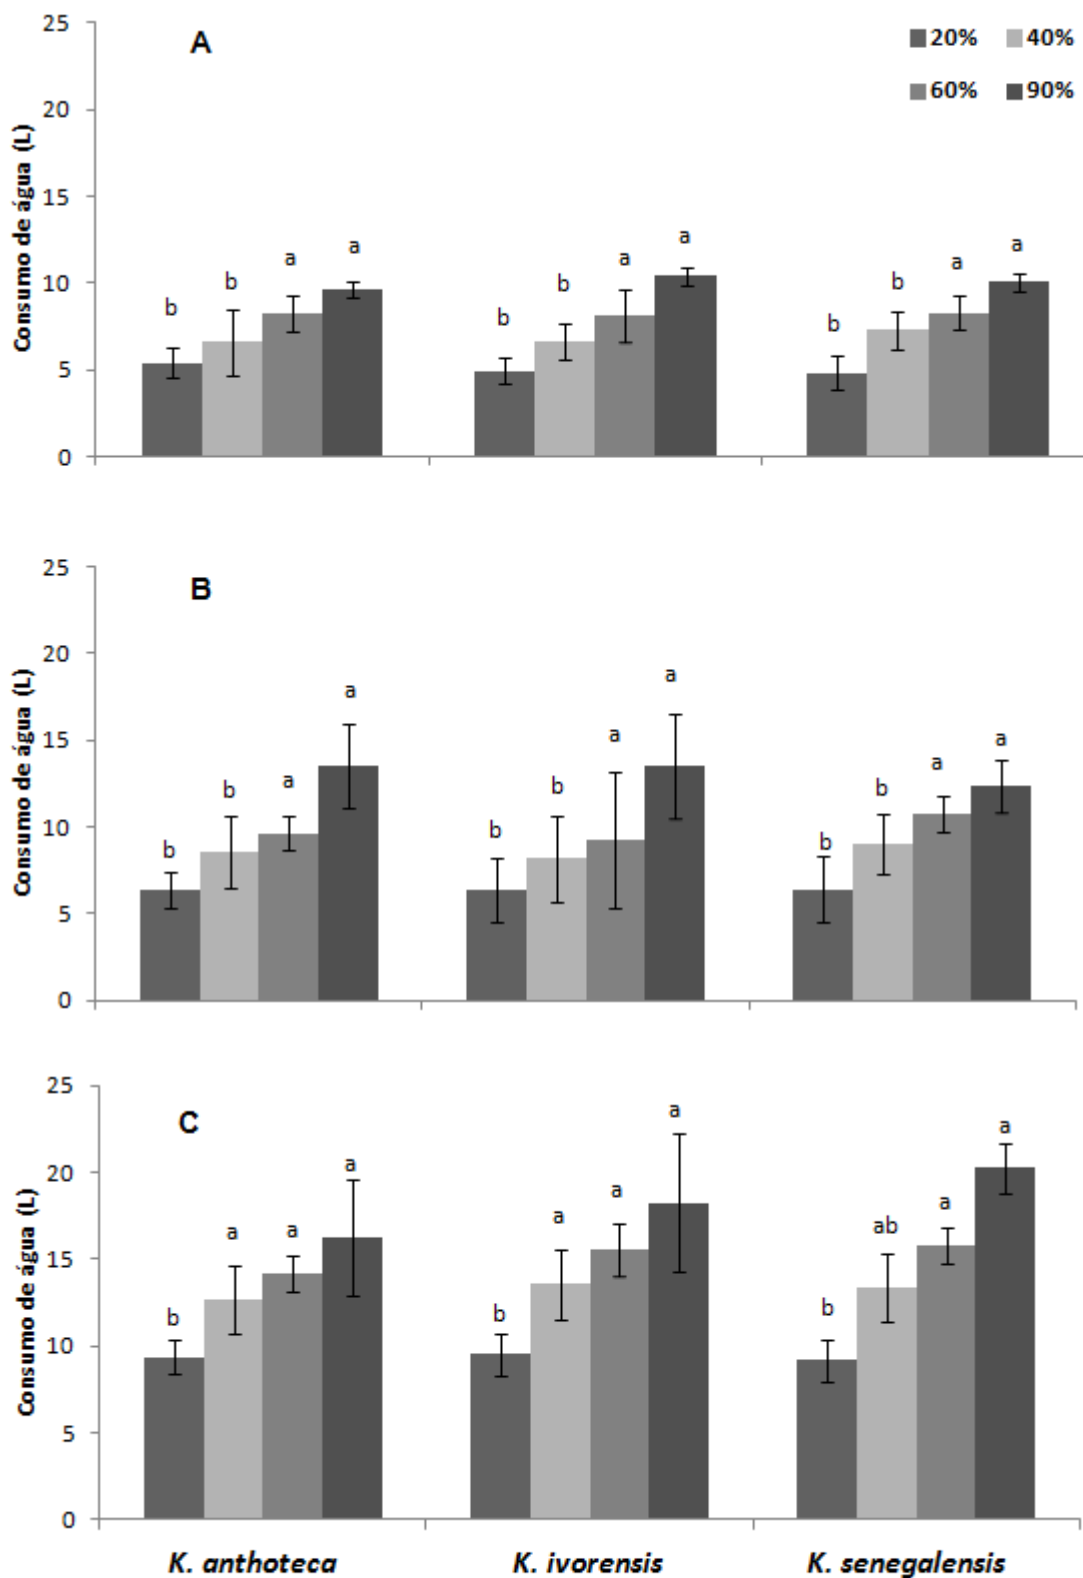 A
20% 40%
60% 90%
Consumo de água (L)
25
20
15
10
5
0
b b a a
b b a a
b b a a
B
Consumo de água (L)
25
20
15
10
5
0
b b a a
b b a a
b b a a
C
Consumo de água (L)
25
20
15
10
5
0
b a a a
b a a a
b ab a a
K. anthoteca K. ivorensis K. senegalensis